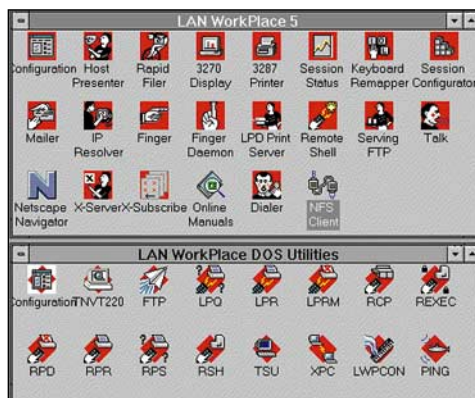 LAN WorkPlace 5
Configuration Host Presenter Rapid Filer 3270 Display 3287 Printer Session Status Keyboard Remapper Session Configurator
Mailer IP Resolver Finger Finger Daemon LPD Print Server Remote Shell Serving FTP Talk
Netscape Navigator X-Server X-Subscribe Online Manuals Dialer NFS Client
LAN WorkPlace DOS Utilities
Configuration TNVT220 FTP LPQ LPR LPRM RCP REXEC
RPD RPR RPS RSH TSU XPC LWPCON PING